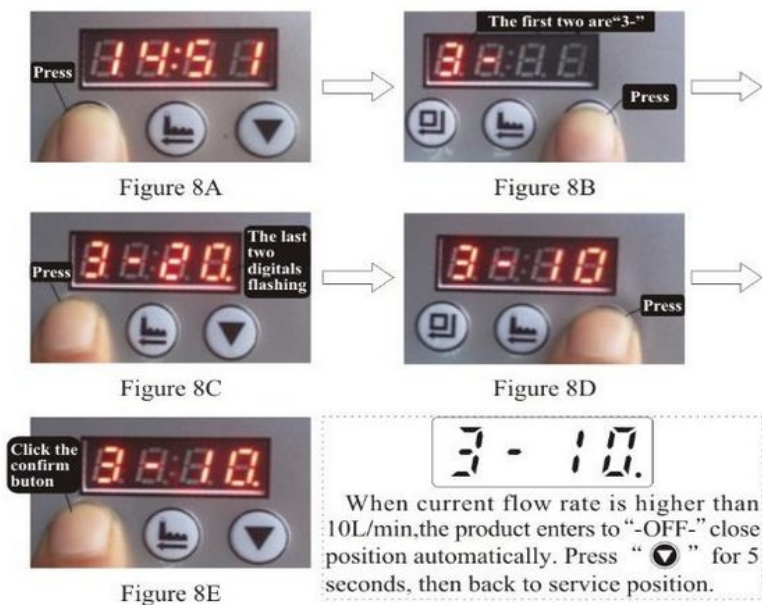 14:51
Press
Figure 8A
The first two are“3-”
3-
Press
Figure 8B
3-20.
The last
two
digitals
flashing
Press
Figure 8C
3-10
Press
Figure 8D
Click the
confirm
buton
3-10.
Figure 8E
3-10.
When current flow rate is higher than
10L/min,the product enters to “-OFF-” close
position automatically. Press “▼” for 5
seconds, then back to service position.